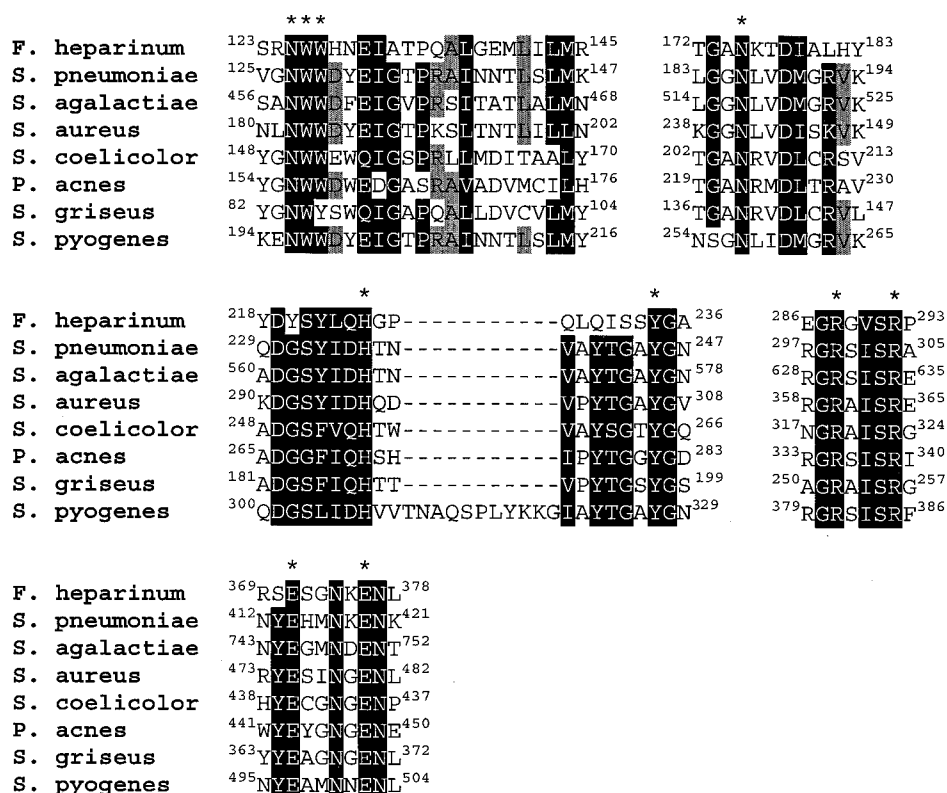 *** *
F. heparinum 123SRNWWHNEIATPQALGEMLILMR145 172TGANKTDIALHY183
S. pneumoniae 125VGNWWDYEIGTPRAINNTLSLMK147 183LGGNLVDMGRVK194
S. agalactiae 456SANWWDFEIGVPRSITATLALMN468 514LGGNLVDMGRVK525
S. aureus 180NLNWWDYEIGTPKSLTNTLILLN202 238KGGNLVDISKVK149
S. coelicolor 148YGNWWEWQIGSPRLLMDITAALY170 202TGANRVDLCRSV213
P. acnes 154YGNWWDWEDGASRAVADVMCILH176 219TGANRMDLTRAV230
S. griseus 82YGNWYSWQIGAPQALLDVCVLMY104 136TGANRVDLCRVL147
S. pyogenes 194KENWWDYEIGTPRAINNTLSLMY216 254NSGNLIDMGRVK265
* * * *
F. heparinum 218YDYSYLQHGP-----------QLQISSYGA236 286EGRGVSRP293
S. pneumoniae 229QDGSYIDHTN-----------VAYTGAYGN247 297RGRSISRA305
S. agalactiae 560ADGSYIDHTN-----------VAYTGAYGN578 628RGRSISRE635
S. aureus 290KDGSYIDHQD-----------VPYTGAYGV308 358RGRAISRE365
S. coelicolor 248ADGSFVQHTW-----------AYSGTYGQ266 317NGRAISRG324
P. acnes 265ADGGFIQHSH-----------IPYTGGYGD283 333RGRSISRI340
S. griseus 181ADGSFIQHTT-----------VPYTGSYGS199 250AGRAISRG257
S. pyogenes 300QDGSLIDHVVTNAQSPLYKKGIAYTGAYGN329 379RGRSISRF386
* *
F. heparinum 369RSESGNKENL378
S. pneumoniae 412NYEHMNKENK421
S. agalactiae 743NYEGMNDENT752
S. aureus 473RYESINGENL482
S. coelicolor 438HYECGNGENP437
P. acnes 441WYEYGNGENE450
S. griseus 363YYEAGNGENL372
S. pyogenes 495NYEAMNNENL504